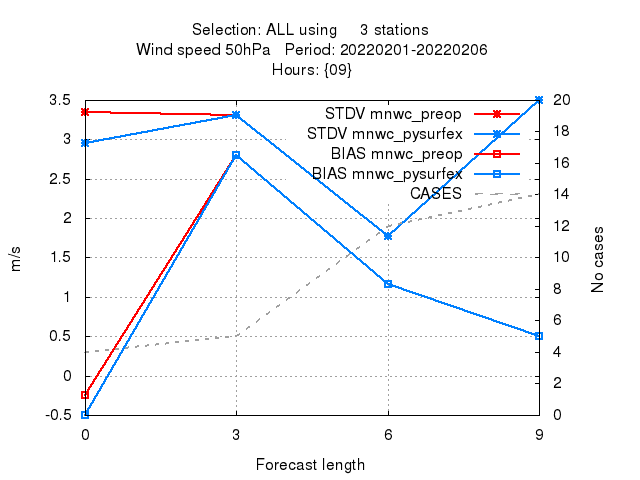 Selection: ALL using 3 stations
Wind speed 50hPa Period: 20220201-20220206
Hours: {09}
STDV mnwc_preop
STDV mnwc_pysurfex
BIAS mnwc_preop
BIAS mnwc_pysurfex
CASES
3.5
3
2.5
2
1.5
1
0.5
0
-0.5
m/s
20
18
16
14
12
10
8
6
4
2
0
No cases
0 3 6 9
Forecast length